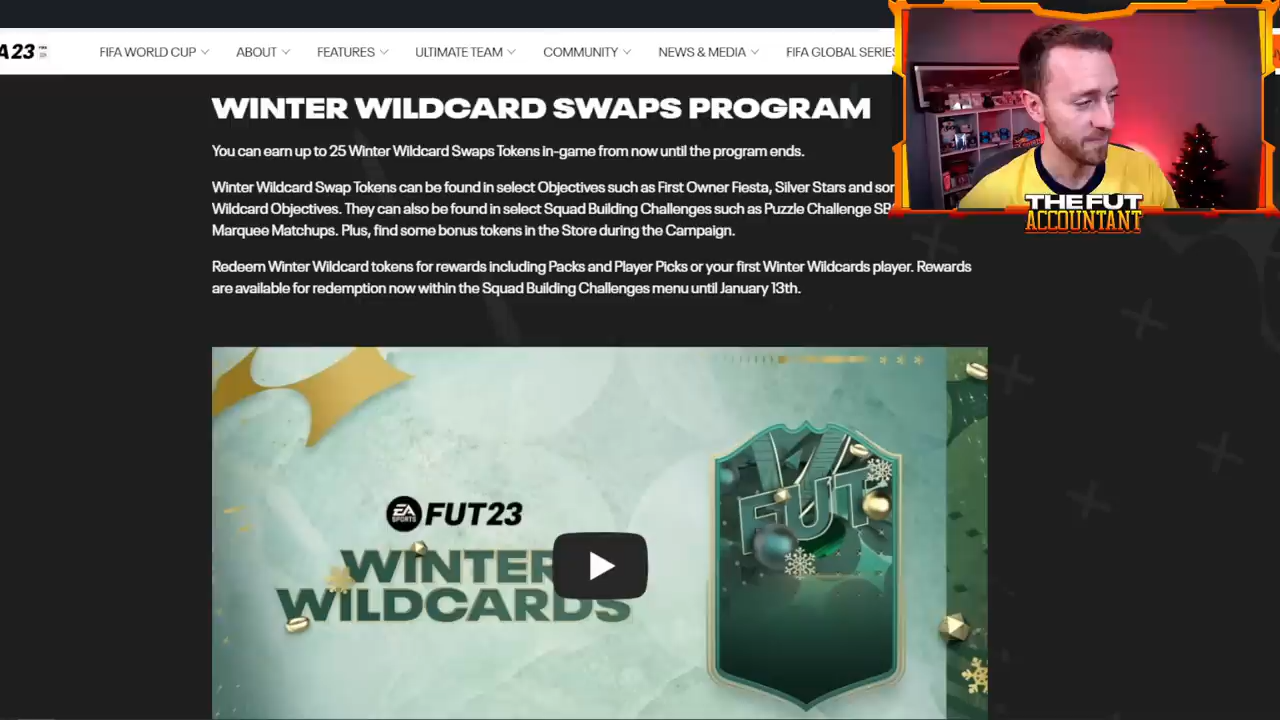 A 23
FIFA WORLD CUP
ABOUT
FEATURES
ULTIMATE TEAM
COMMUNITY
NEWS & MEDIA
FIFA GLOBAL SERIES
WINTER WILDCARD SWAPS PROGRAM
You can earn up to 25 Winter Wildcard Swaps Tokens in-game from now until the program ends.
Winter Wildcard Swap Tokens can be found in select Objectives such as First Owner Fiesta, Silver Stars and
Wildcard Objectives. They can also be found in select Squad Building Challenges such as Puzzle Challenge
Marquee Matchups. Plus, find some bonus tokens in the Store during the Campaign.
Redeem Winter Wildcard tokens for rewards including Packs and Player Picks or your first Winter Wildcards player. Rewards
are available for redemption now within the Squad Building Challenges menu until January 13th.
THE FUT
ACCOUNTANT
EA SPORTS FUT23
WINTER
WILDCARDS
FUT